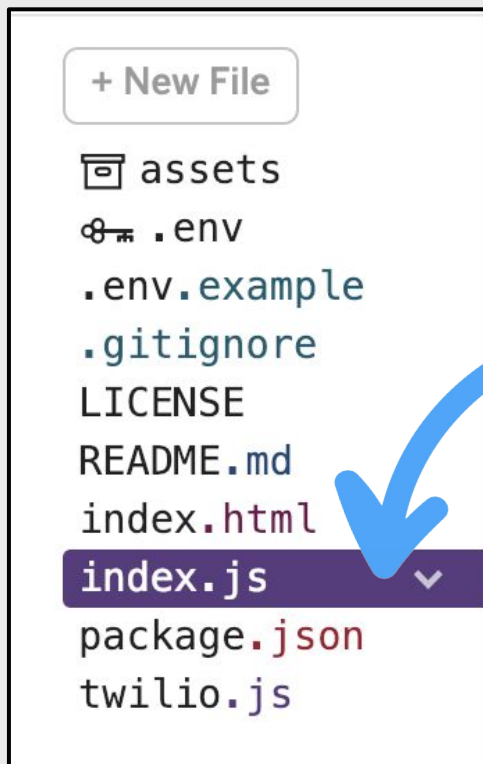 + New File
assets
.env
.env.example
.gitignore
LICENSE
README.md
index.html
index.js
package.json
twilio.js